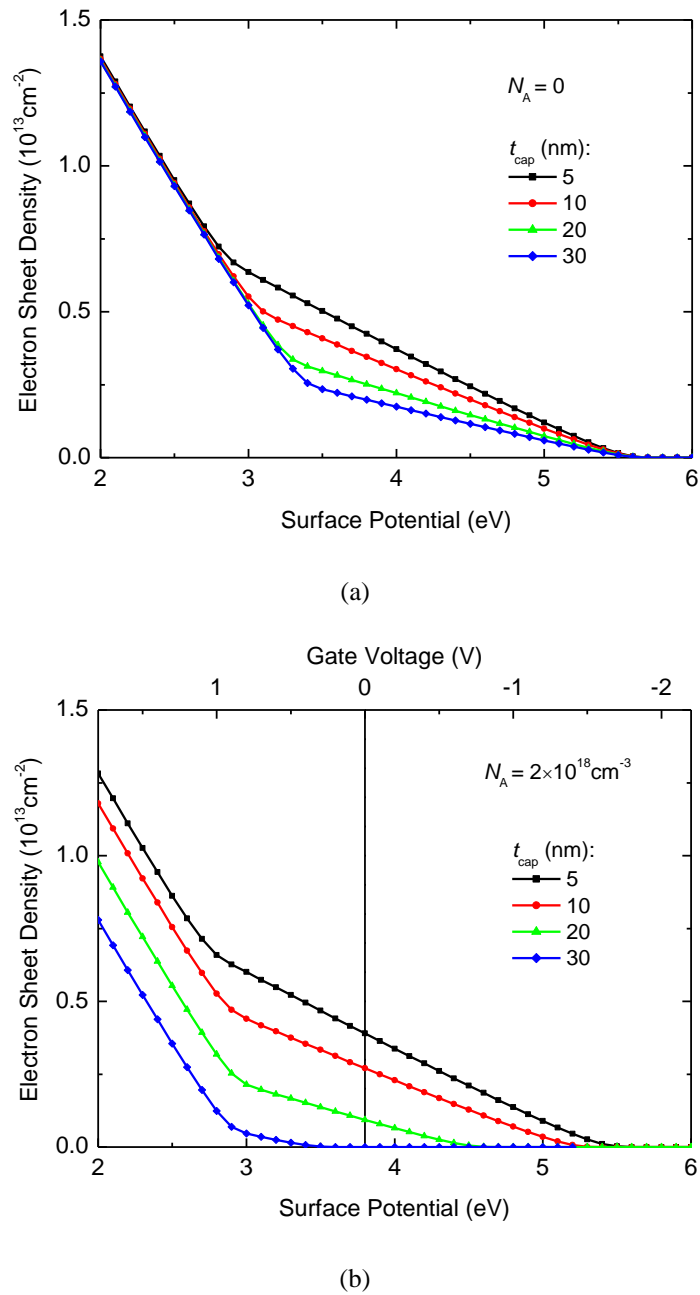 1.5
1.0
0.5
0.0
Electron Sheet Density (10¹³cm⁻²)
N_A = 0
t_cap (nm):
5
10
20
30
2 3 4 5 6
Surface Potential (eV)
(a)
Gate Voltage (V)
1 0 -1 -2
1.5
1.0
0.5
0.0
Electron Sheet Density (10¹³cm⁻²)
N_A = 2×10¹⁸cm⁻³
t_cap (nm):
5
10
20
30
2 3 4 5 6
Surface Potential (eV)
(b)